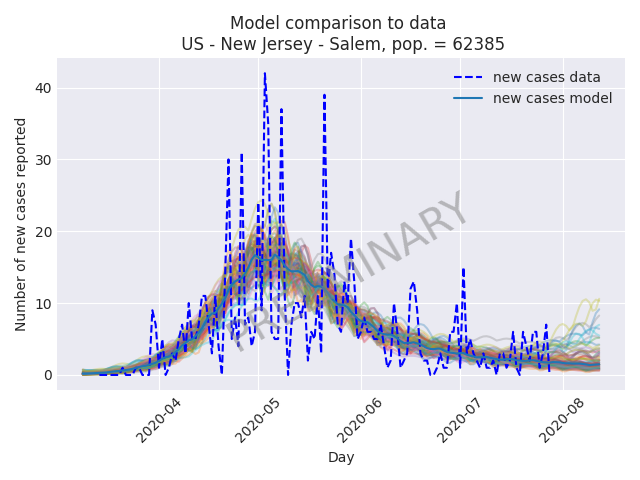 Model comparison to data
US - New Jersey - Salem, pop. = 62385
new cases data
new cases model
Number of new cases reported
40
30
20
10
0
PRELIMINARY
2020-04
2020-05
2020-06
2020-07
2020-08
Day